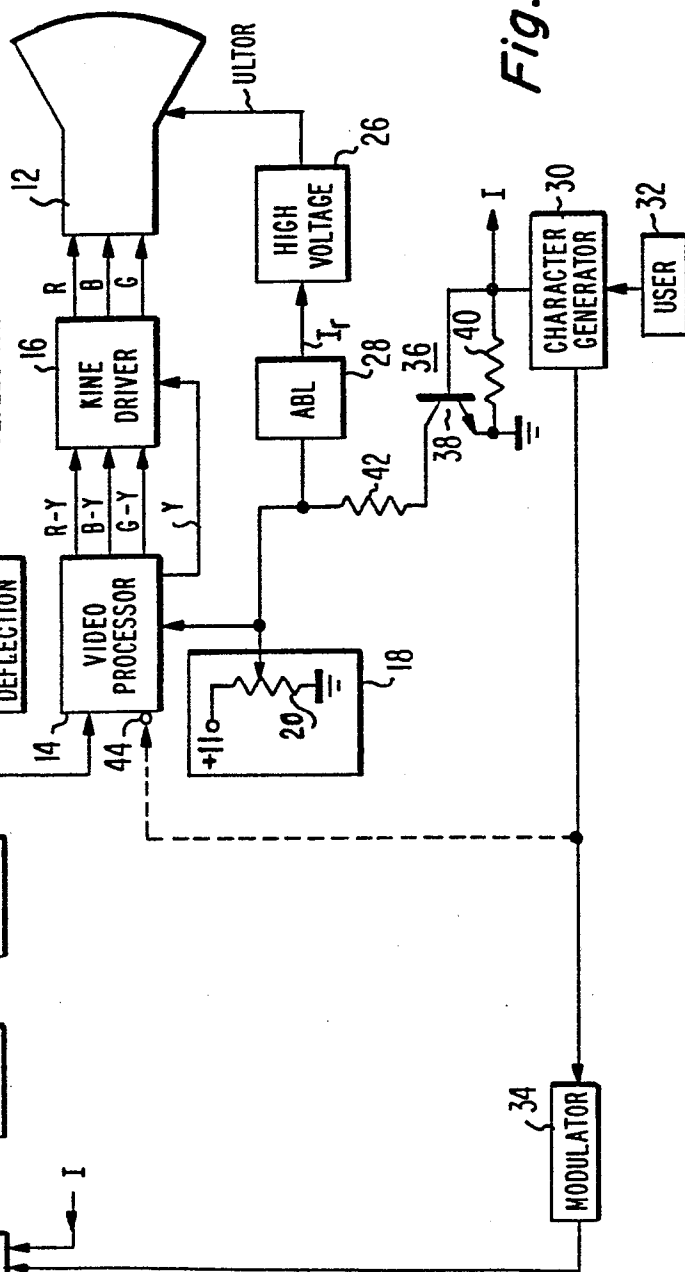 DEFLECTION
14
VIDEO
PROCESSOR
44
R-Y
B-Y
G-Y
Y
16
KINE
DRIVER
R
B
G
12
ULTOR
+11
20
18
42
ABL
28
Ir
HIGH
VOLTAGE
26
36
38
40
I
CHARACTER
GENERATOR
30
USER
32
Fig.
34
MODULATOR
I